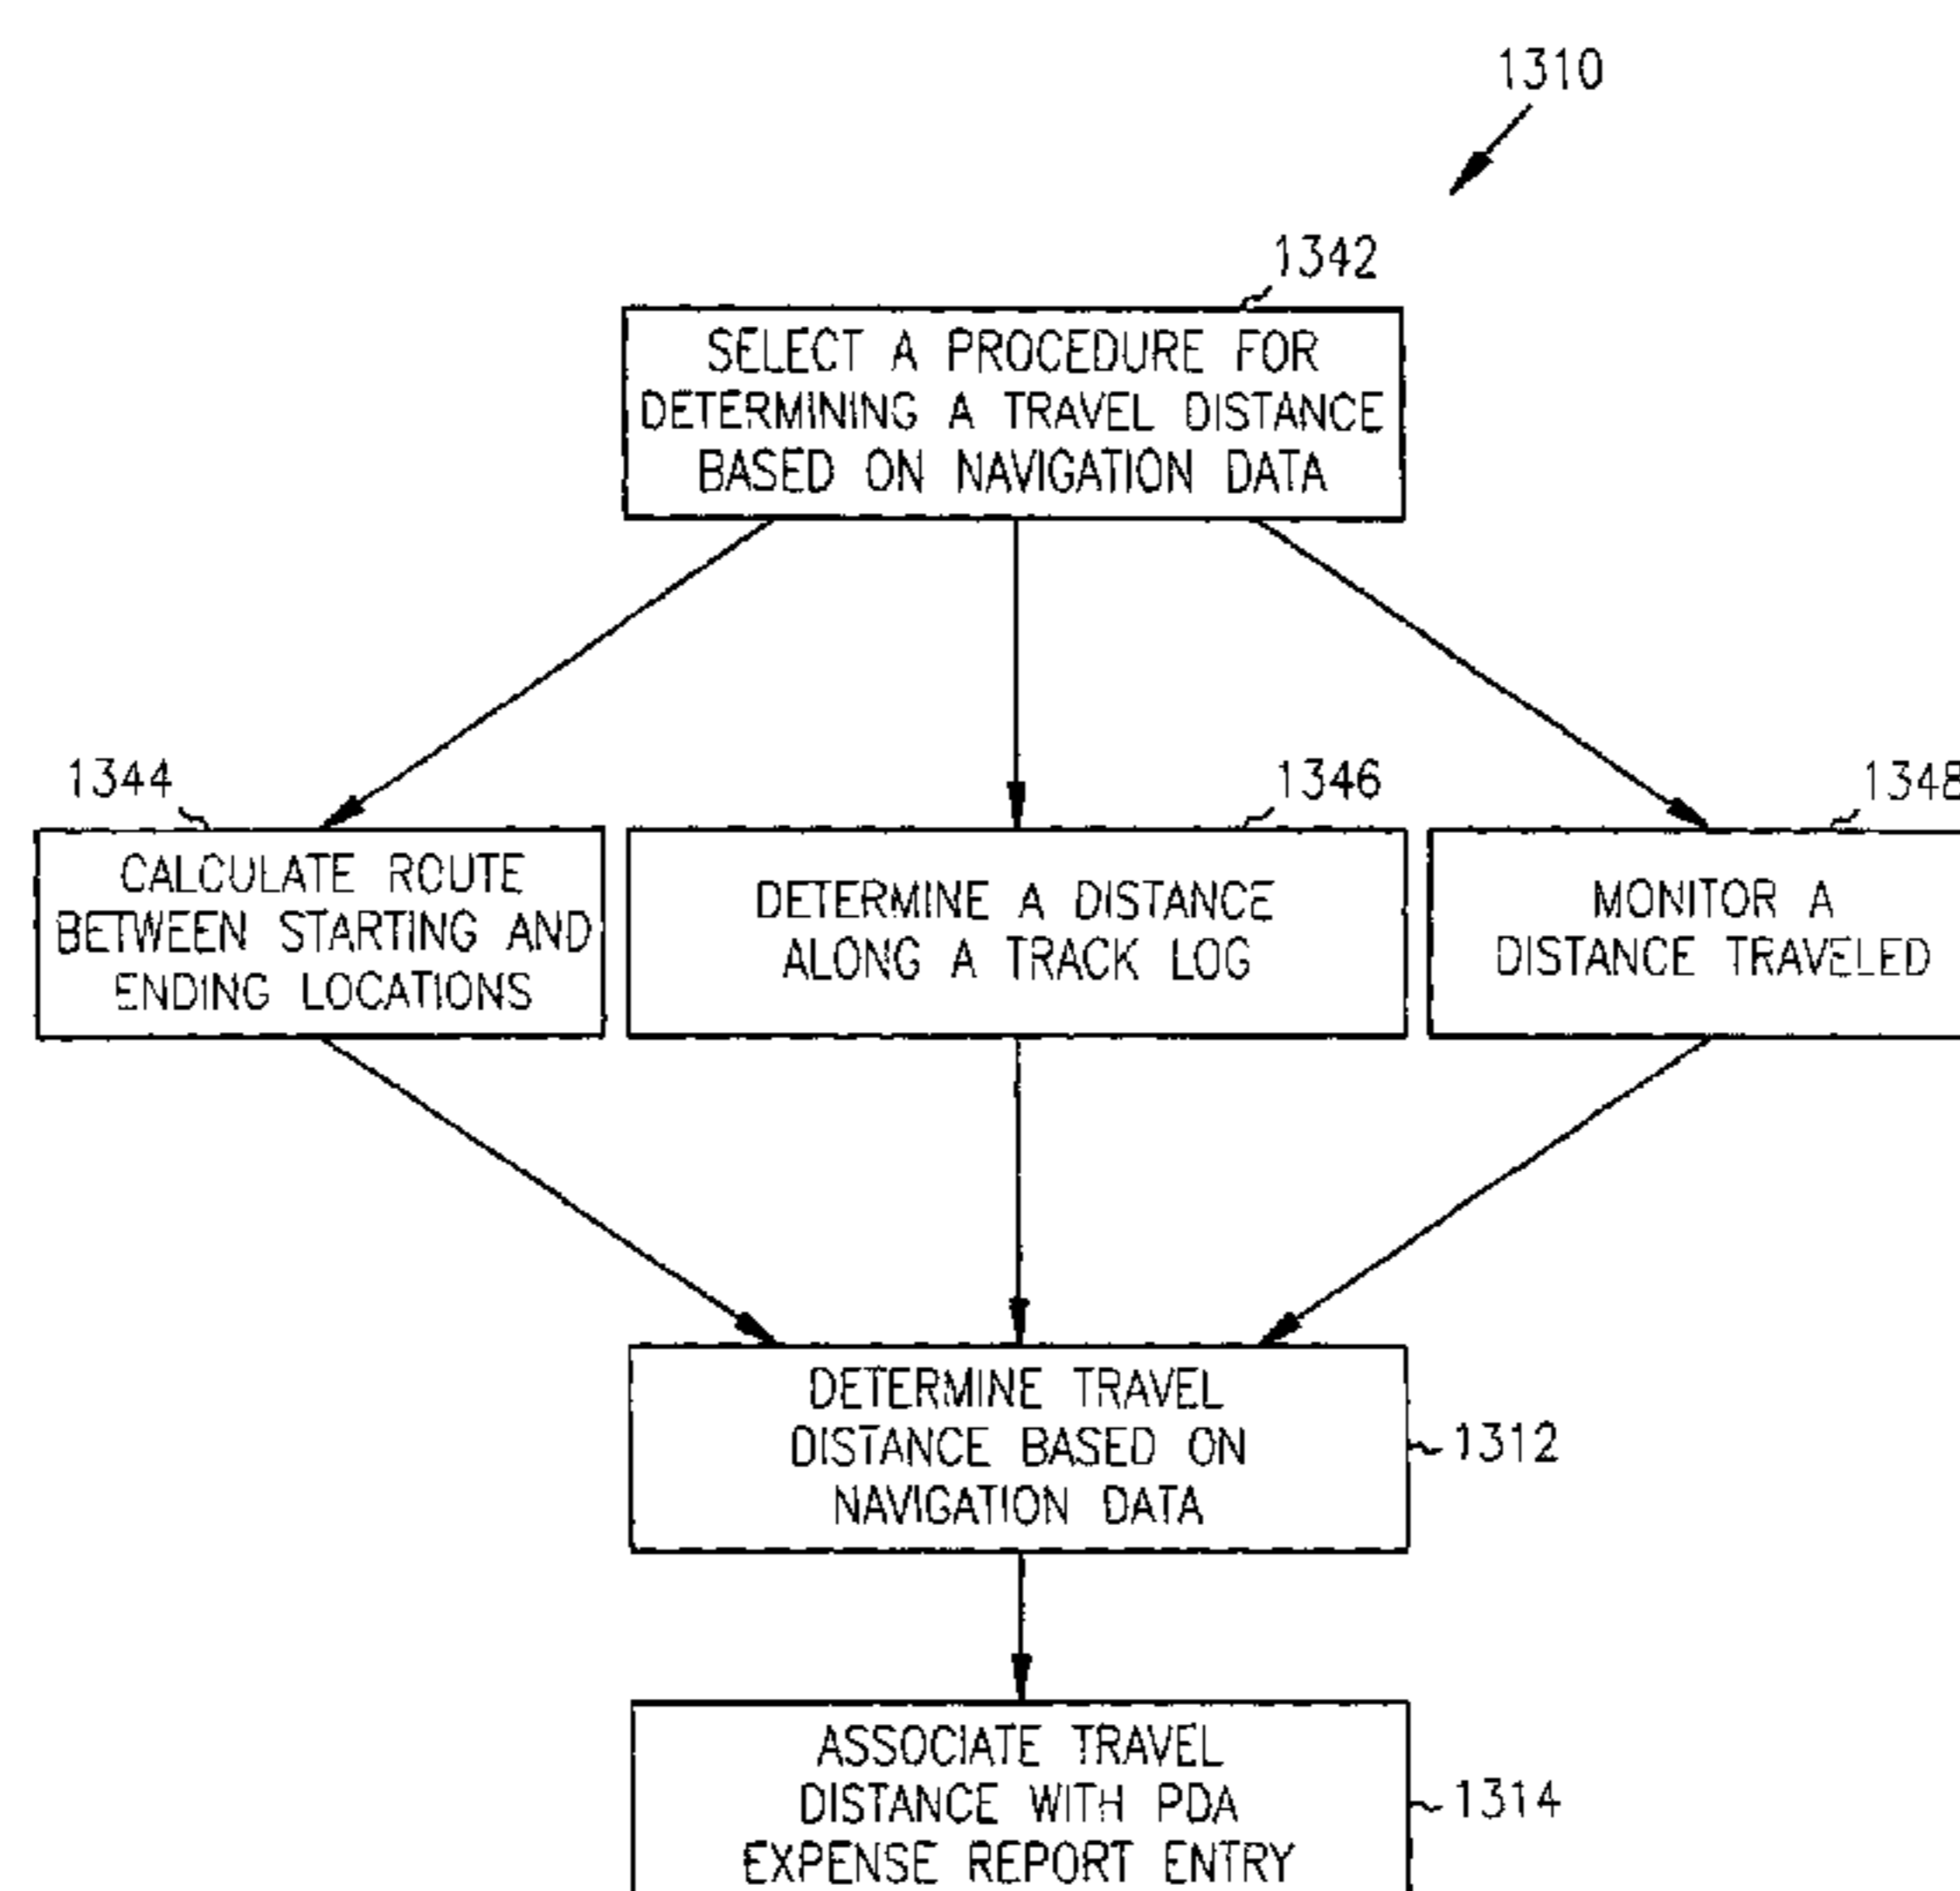 1310
1342
SELECT A PROCEDURE FOR
DETERMINING A TRAVEL DISTANCE
BASED ON NAVIGATION DATA
1344
CALCULATE ROUTE
BETWEEN STARTING AND
ENDING LOCATIONS
1346
DETERMINE A DISTANCE
ALONG A TRACK LOG
1348
MONITOR A
DISTANCE TRAVELED
DETERMINE TRAVEL
DISTANCE BASED ON
NAVIGATION DATA
1312
ASSOCIATE TRAVEL
DISTANCE WITH PDA
EXPENSE REPORT ENTRY
1314